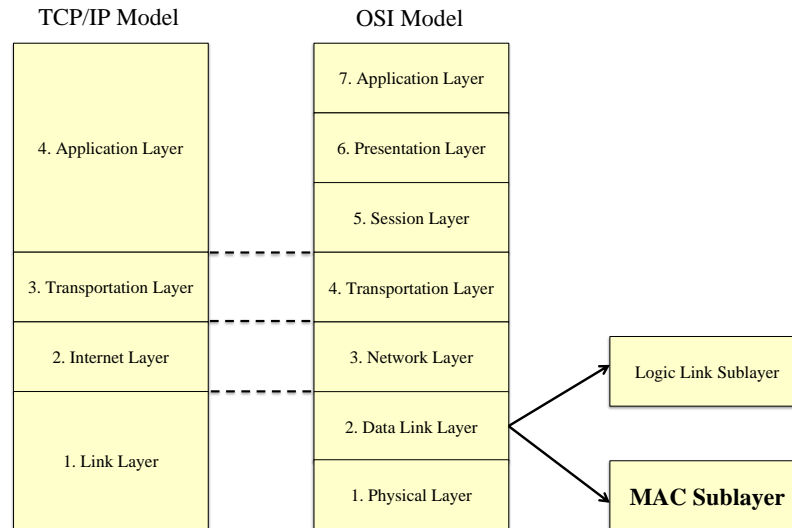 TCP/IP Model
OSI Model
4. Application Layer
3. Transportation Layer
2. Internet Layer
1. Link Layer
7. Application Layer
6. Presentation Layer
5. Session Layer
4. Transportation Layer
3. Network Layer
2. Data Link Layer
1. Physical Layer
Logic Link Sublayer
MAC Sublayer